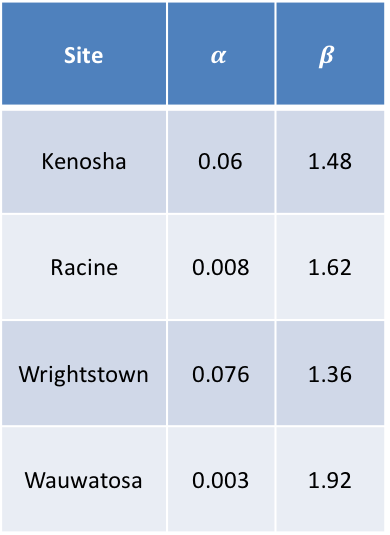 Site α β
Kenosha 0.06 1.48
Racine 0.008 1.62
Wrightstown 0.076 1.36
Wauwatosa 0.003 1.92